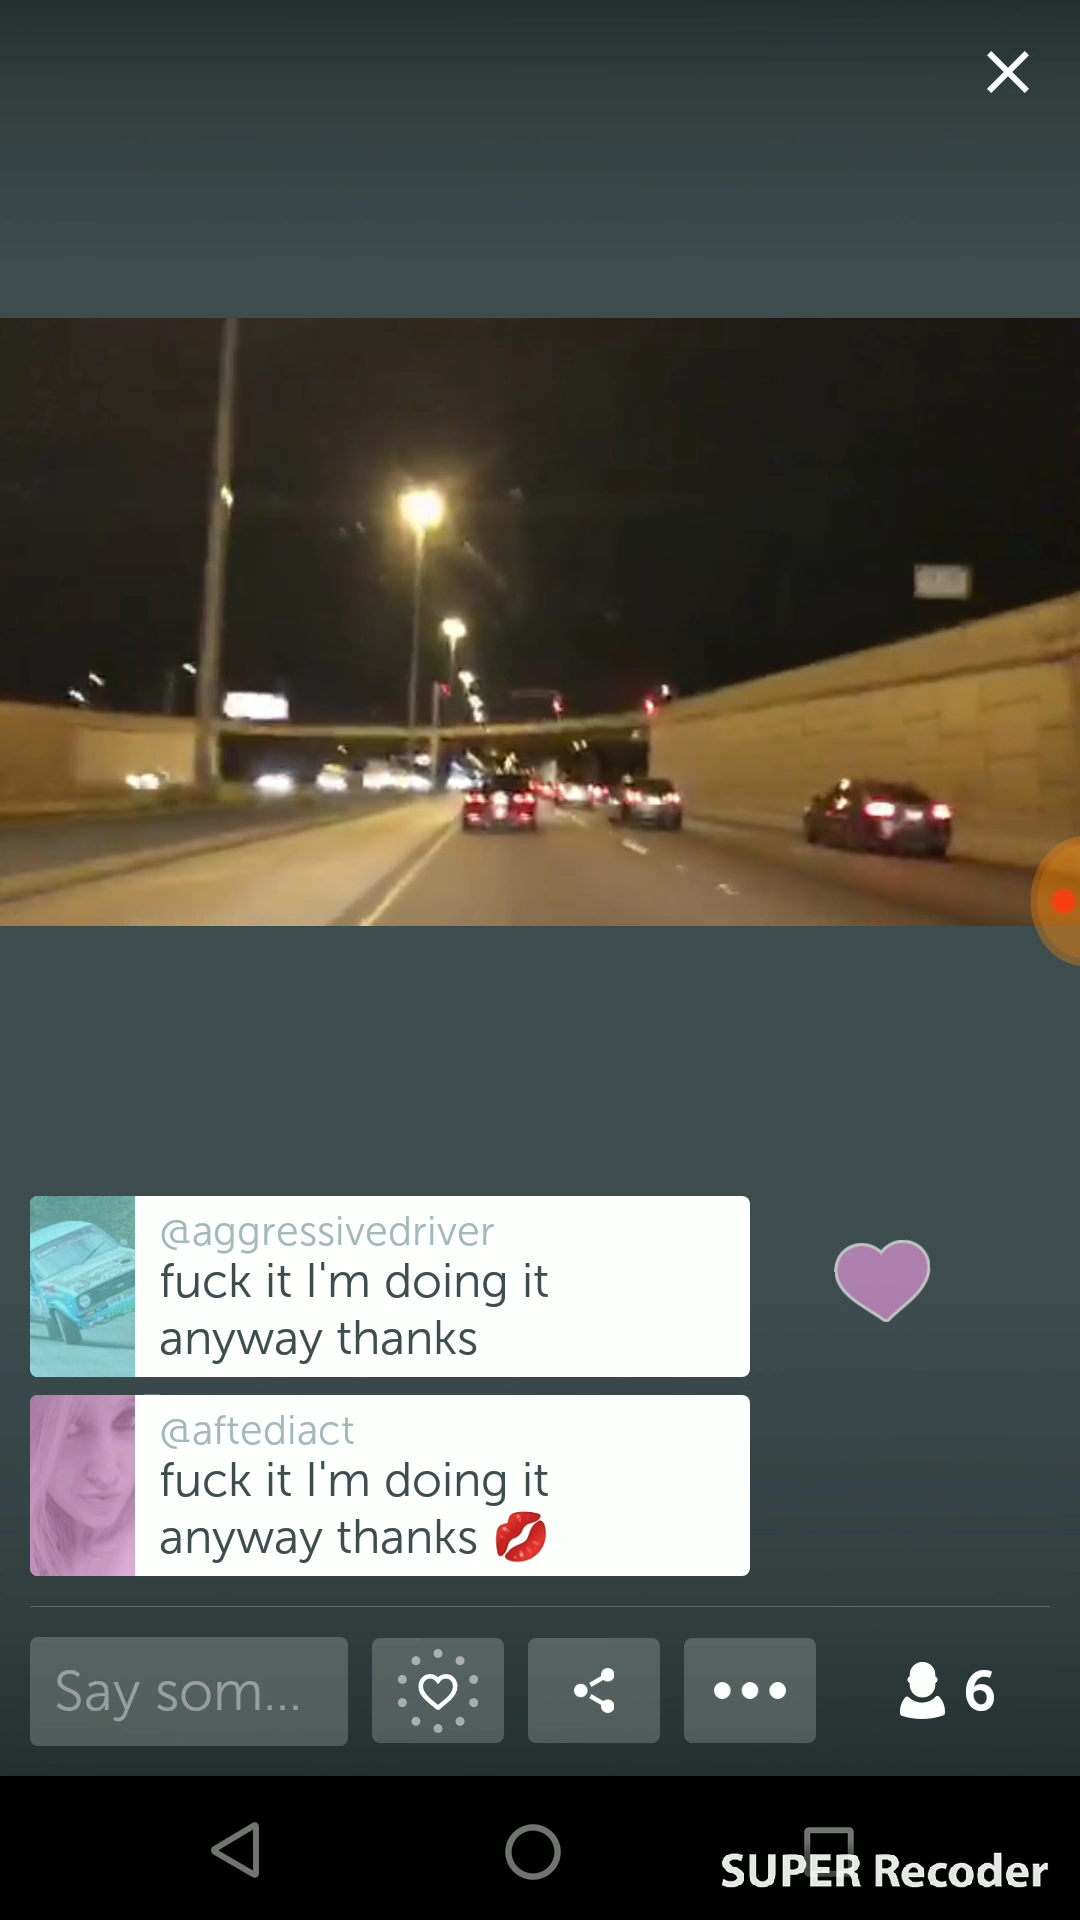 @aggressivedriver
fuck it I'm doing it
anyway thanks
@aftediact
fuck it I'm doing it
anyway thanks 💋
Say som...
6
SUPER Recoder